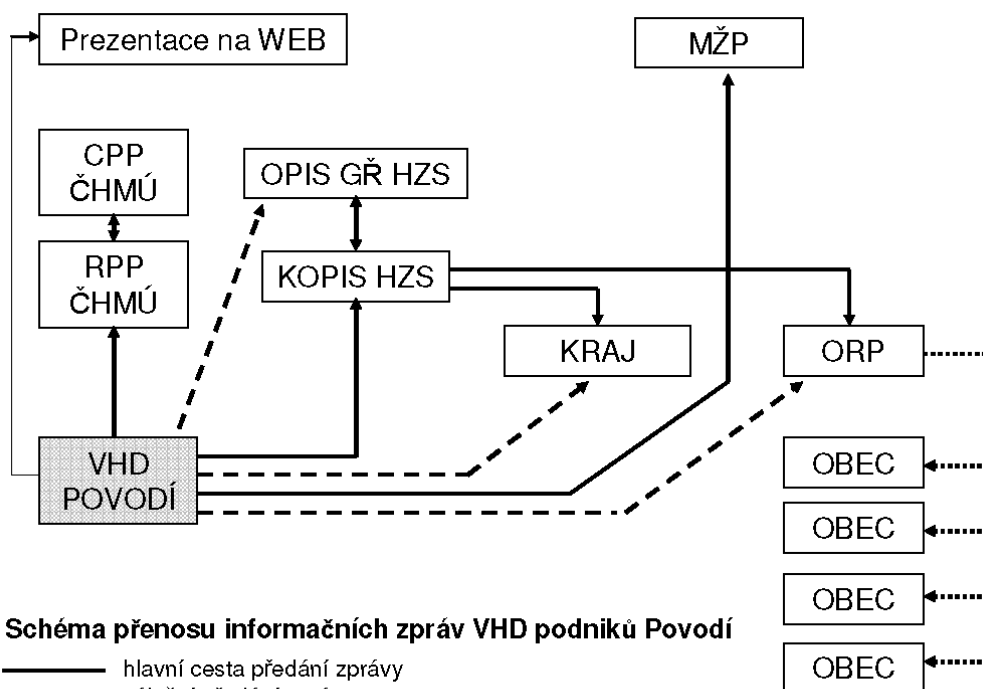 Prezentace na WEB
MŽP
CPP
ČHMÚ
OPIS GŘ HZS
RPP
ČHMÚ
KOPIS HZS
KRAJ
ORP
VHD
POVODÍ
OBEC
OBEC
OBEC
OBEC
Schéma přenosu informačních zpráv VHD podniků Povodí
hlavní cesta předání zprávy